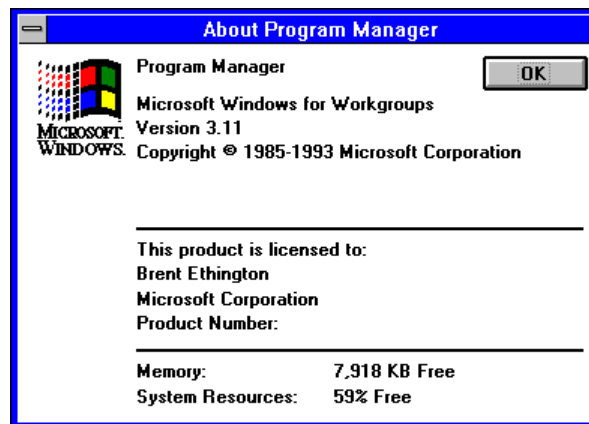 About Program Manager
Program Manager
OK
Microsoft Windows for Workgroups
Version 3.11
Copyright © 1985-1993 Microsoft Corporation
MICROSOFT.
WINDOWS.
This product is licensed to:
Brent Ethington
Microsoft Corporation
Product Number:
Memory: 7,918 KB Free
System Resources: 59% Free